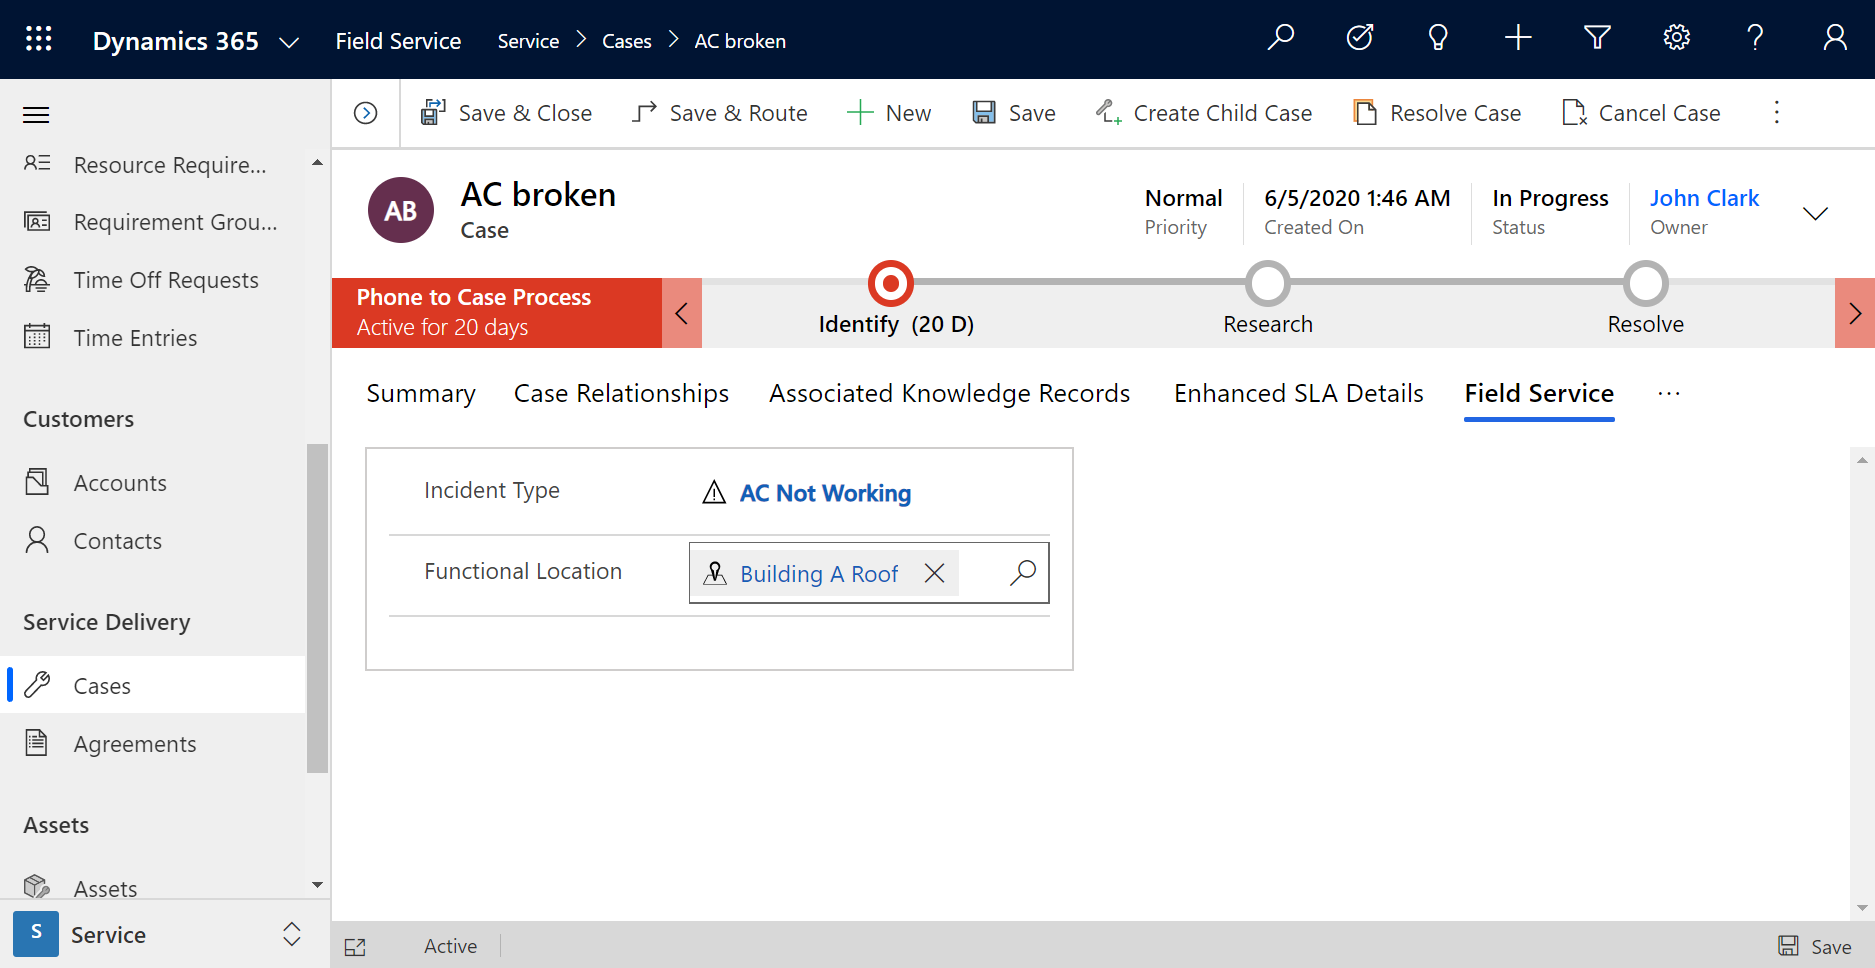 Dynamics 365 Field Service Service Cases AC broken
Save & Close Save & Route New Save Create Child Case Resolve Case Cancel Case
Resource Require...
Requirement Grou...
Time Off Requests
Time Entries
Customers
Accounts
Contacts
Service Delivery
Cases
Agreements
Assets
Assets
S Service
AB
AC broken
Case
Normal
Priority
6/5/2020 1:46 AM
Created On
In Progress
Status
John Clark
Owner
Phone to Case Process
Active for 20 days
Identify (20 D)
Research
Resolve
Summary Case Relationships Associated Knowledge Records Enhanced SLA Details Field Service ...
Incident Type AC Not Working
Functional Location Building A Roof
Active
Save